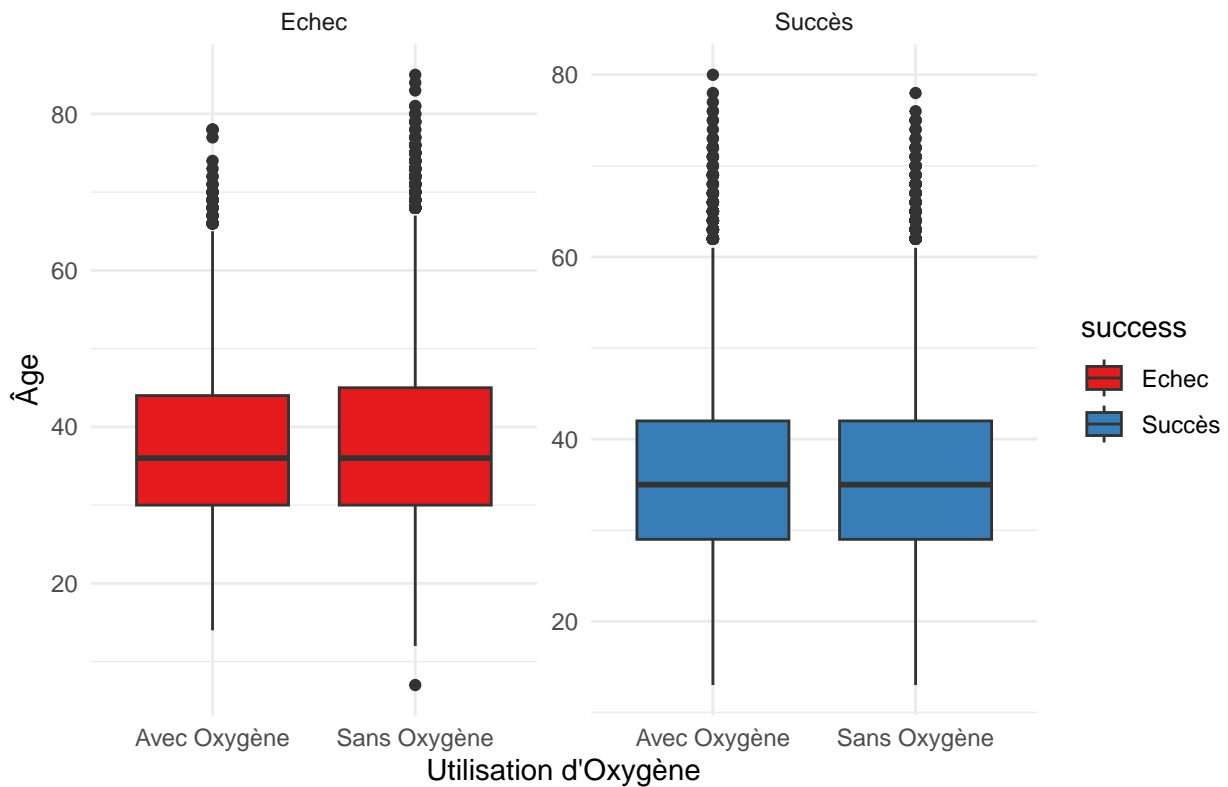 Echec
Succès
80
60
40
20
80
60
40
20
Âge
Avec Oxygène
Sans Oxygène
Avec Oxygène
Sans Oxygène
Utilisation d'Oxygène
success
Echec
Succès